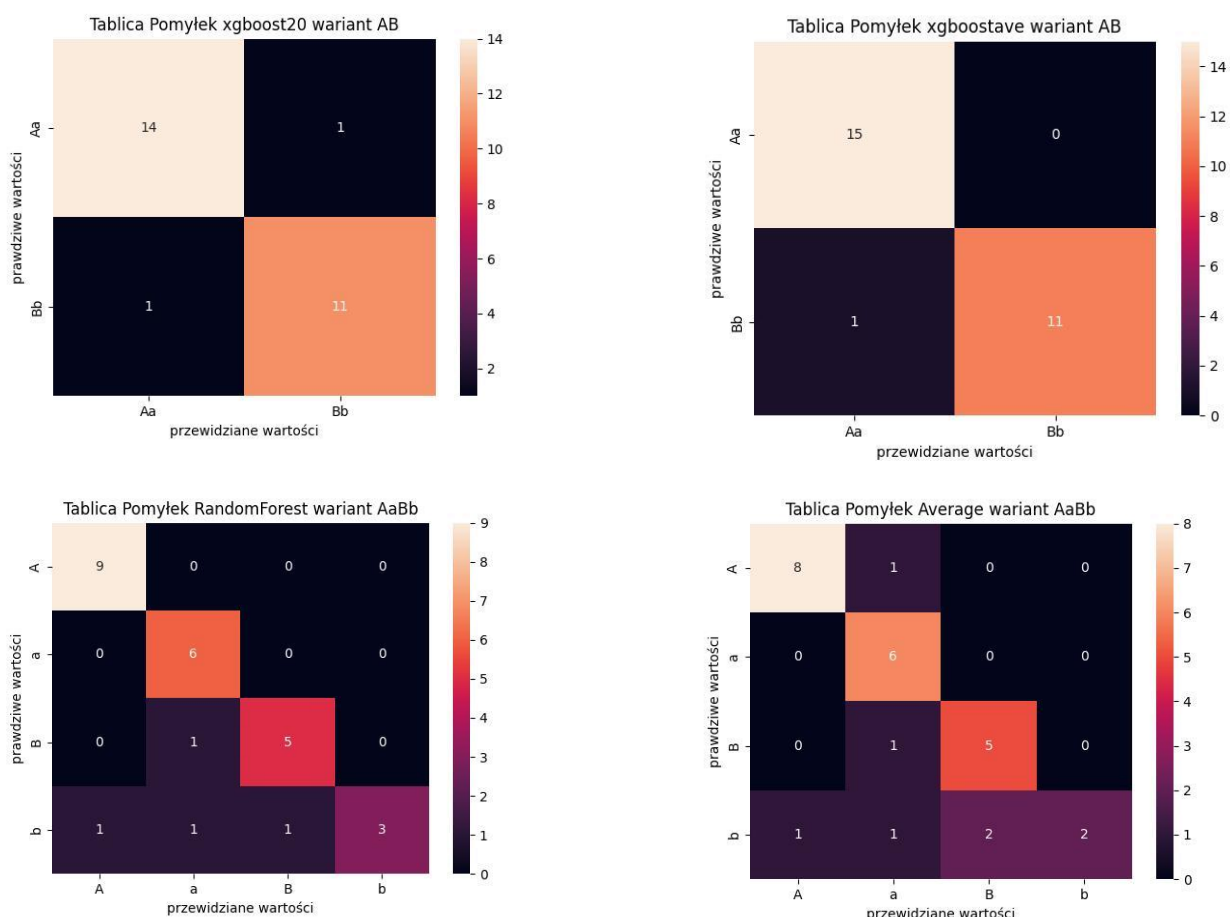 Tablica Pomyłek xgboost20 wariant AB
prawdziwe wartości
Aa
Bb
14 1
1 11
Aa Bb
przewidziane wartości
14
12
10
8
6
4
2
Tablica Pomyłek xgboostave wariant AB
prawdziwe wartości
Aa
Bb
15 0
1 11
Aa Bb
przewidziane wartości
14
12
10
8
6
4
2
0
Tablica Pomyłek RandomForest wariant AaBb
prawdziwe wartości
A
a
B
b
9 0 0 0
0 6 0 0
0 1 5 0
1 1 1 3
A a B b
przewidziane wartości
9
8
7
6
5
4
3
2
1
0
Tablica Pomyłek Average wariant AaBb
prawdziwe wartości
A
a
B
b
8 1 0 0
0 6 0 0
0 1 5 0
1 1 2 2
A a B b
przewidziane wartości
8
7
6
5
4
3
2
1
0